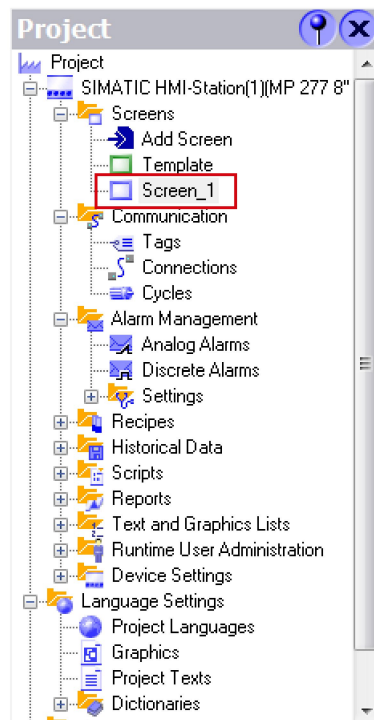 Project
Project
SIMATIC HMI-Station(1)(MP 277 8"
Screens
Add Screen
Template
Screen_1
Communication
Tags
Connections
Cycles
Alarm Management
Analog Alarms
Discrete Alarms
Settings
Recipes
Historical Data
Scripts
Reports
Text and Graphics Lists
Runtime User Administration
Device Settings
Language Settings
Project Languages
Graphics
Project Texts
Dictionaries